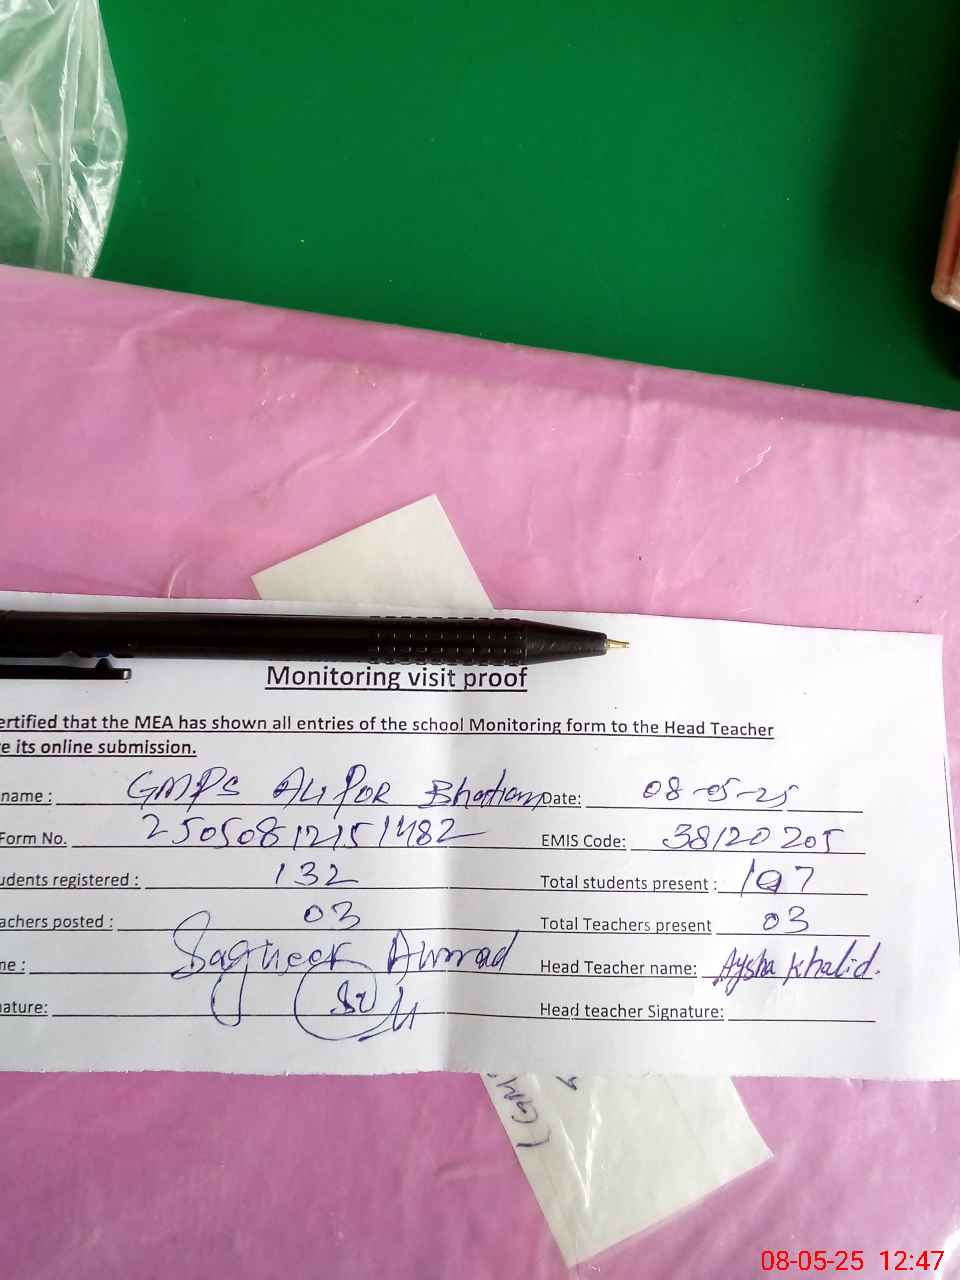 Monitoring visit proof
ertified that the MEA has shown all entries of the school Monitoring form to the Head Teacher
e its online submission.
name : GMPS ALI POR Bhattian Date: 08-05-25
Form No. 25050812151482 EMIS Code: 38120205
udents registered : 132 Total students present : 107
achers posted : 03 Total Teachers present 03
ne : Sagheer Ahmad Head Teacher name: Aysha Khalid.
ature: Head teacher Signature:
08-05-25 12:47